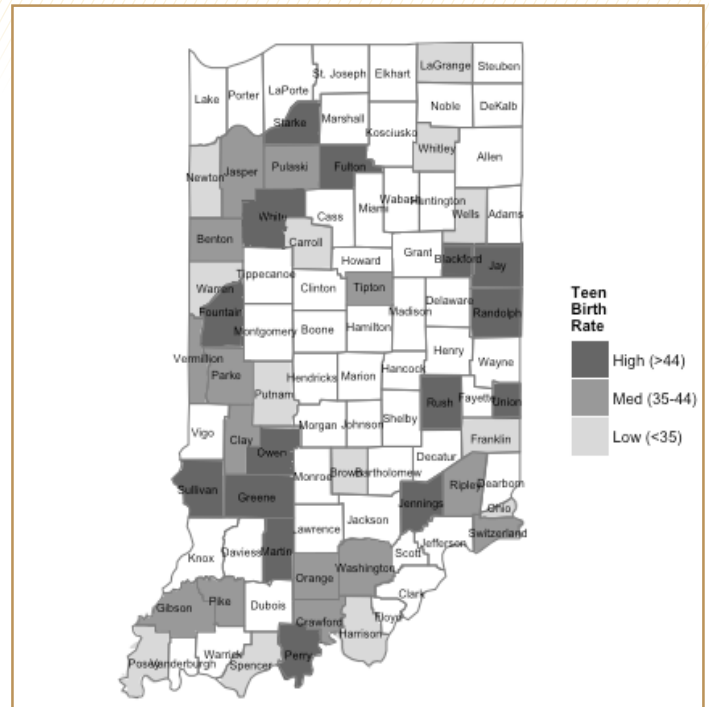 St. Joseph
Elkhart
LaGrange
Steuben
LaPorte
Porter
Lake
Noble
DeKalb
Starke
Marshall
Kosciusko
Whitley
Allen
Newton
Jasper
Pulaski
Fulton
Wabash
Huntington
Miami
White
Cass
Wells
Adams
Benton
Carroll
Grant
Blackford
Jay
Howard
Tippecanoe
Warren
Clinton
Tipton
Delaware
Madison
Fountain
Randolph
Montgomery
Boone
Hamilton
Henry
Vermillion
Wayne
Parke
Hendricks
Marion
Hancock
Putnam
Rush
Fayette
Union
Shelby
Morgan
Johnson
Vigo
Clay
Franklin
Owen
Decatur
Monroe
Brown
Bartholomew
Ripley
Dearborn
Sullivan
Greene
Jennings
Ohio
Lawrence
Jackson
Switzerland
Jefferson
Knox
Daviess
Martin
Scott
Washington
Orange
Clark
Gibson
Pike
Dubois
Floyd
Crawford
Harrison
Warrick
Perry
Posey
Vanderburgh
Spencer
Teen
Birth
Rate
High (>44)
Med (35-44)
Low (<35)